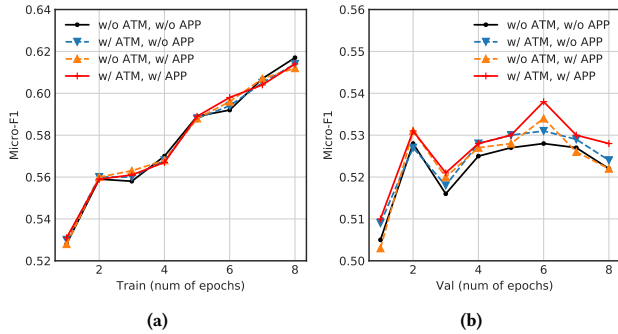 0.64
0.62
0.60
0.58
0.56
0.54
0.52
Micro-F1
w/o ATM, w/o APP
w/ ATM, w/o APP
w/o ATM, w/ APP
w/ ATM, w/ APP
2 4 6 8
Train (num of epochs)
(a)
0.56
0.55
0.54
0.53
0.52
0.51
0.50
Micro-F1
w/o ATM, w/o APP
w/ ATM, w/o APP
w/o ATM, w/ APP
w/ ATM, w/ APP
2 4 6 8
Val (num of epochs)
(b)